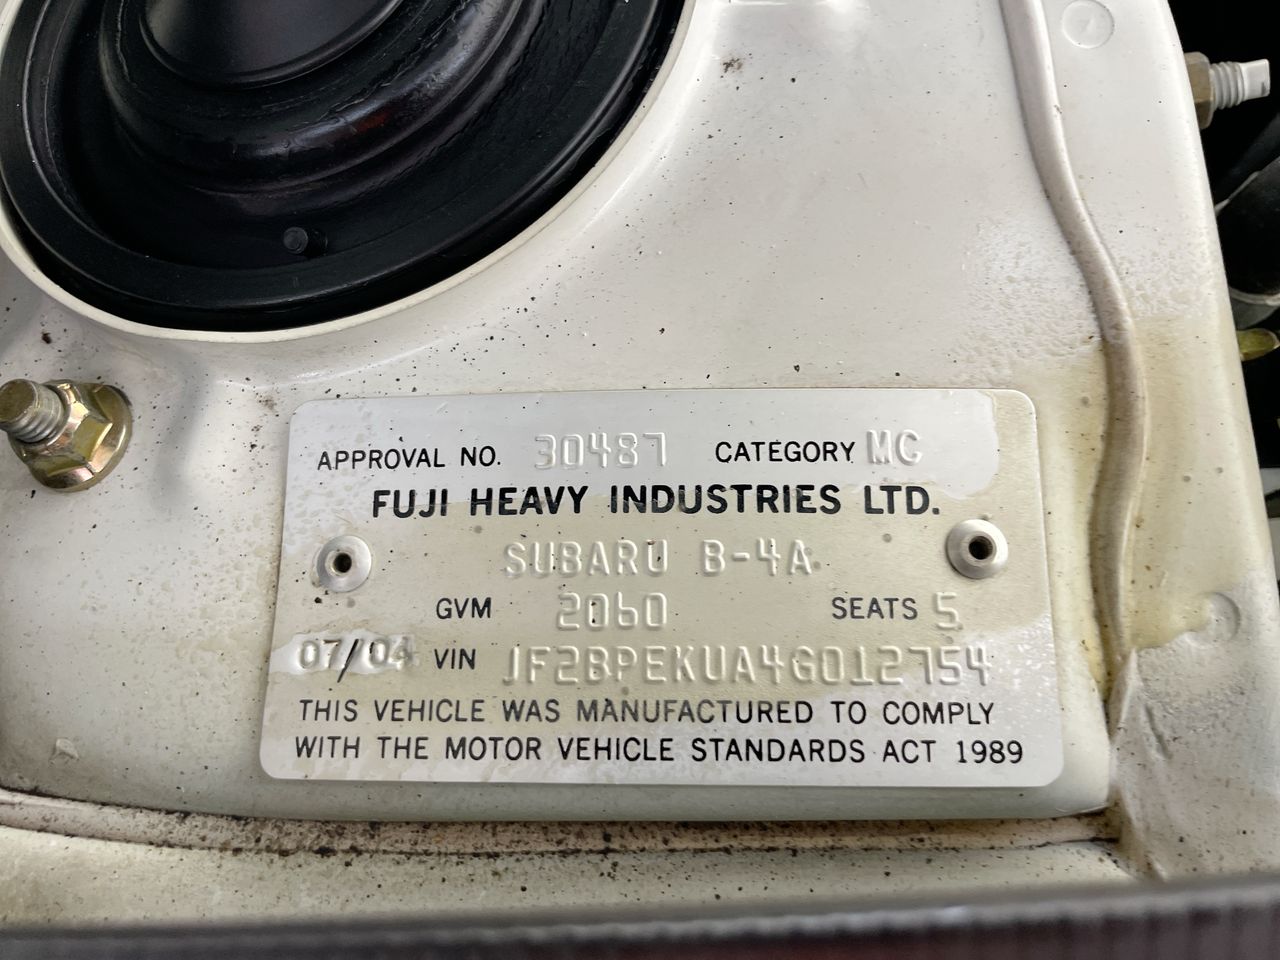 APPROVAL NO. 30487 CATEGORY MC
FUJI HEAVY INDUSTRIES LTD.
SUBARU B-4A
GVM 2060 SEATS 5
07/04 VIN JF2BPEKUA4G012754
THIS VEHICLE WAS MANUFACTURED TO COMPLY
WITH THE MOTOR VEHICLE STANDARDS ACT 1989